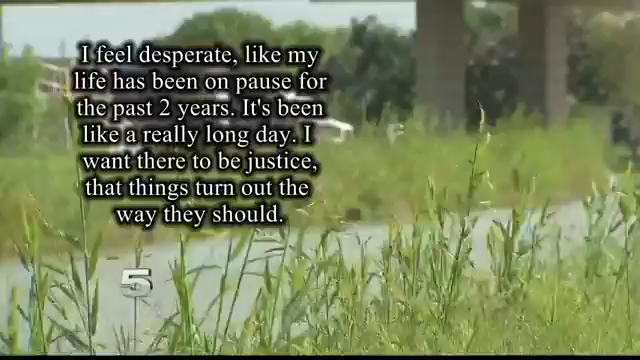 I feel desperate, like my
life has been on pause for
the past 2 years. It's been
like a really long day. I
want there to be justice,
that things turn out the
way they should.
5